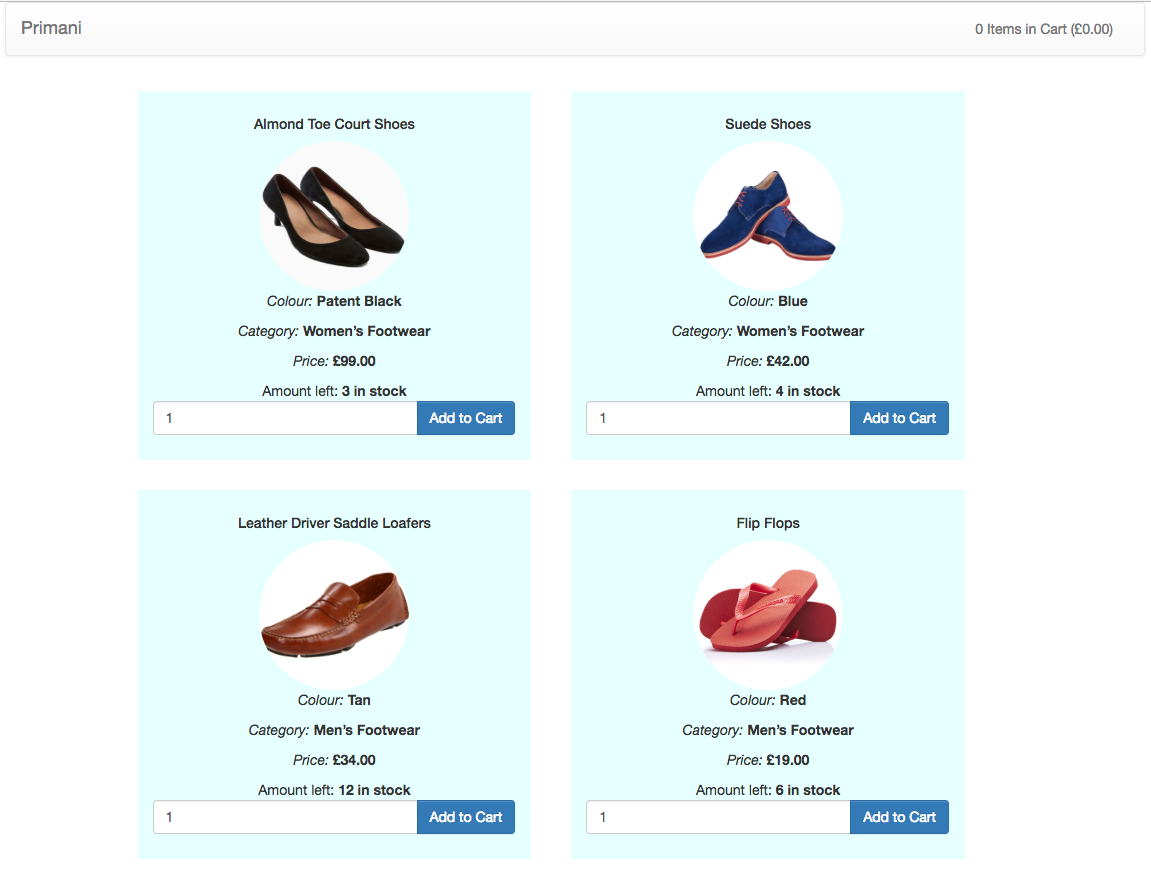 Primani
0 Items in Cart (£0.00)
Almond Toe Court Shoes
Colour: Patent Black
Category: Women’s Footwear
Price: £99.00
Amount left: 3 in stock
1
Add to Cart
Suede Shoes
Colour: Blue
Category: Women’s Footwear
Price: £42.00
Amount left: 4 in stock
1
Add to Cart
Leather Driver Saddle Loafers
Colour: Tan
Category: Men’s Footwear
Price: £34.00
Amount left: 12 in stock
1
Add to Cart
Flip Flops
Colour: Red
Category: Men’s Footwear
Price: £19.00
Amount left: 6 in stock
1
Add to Cart